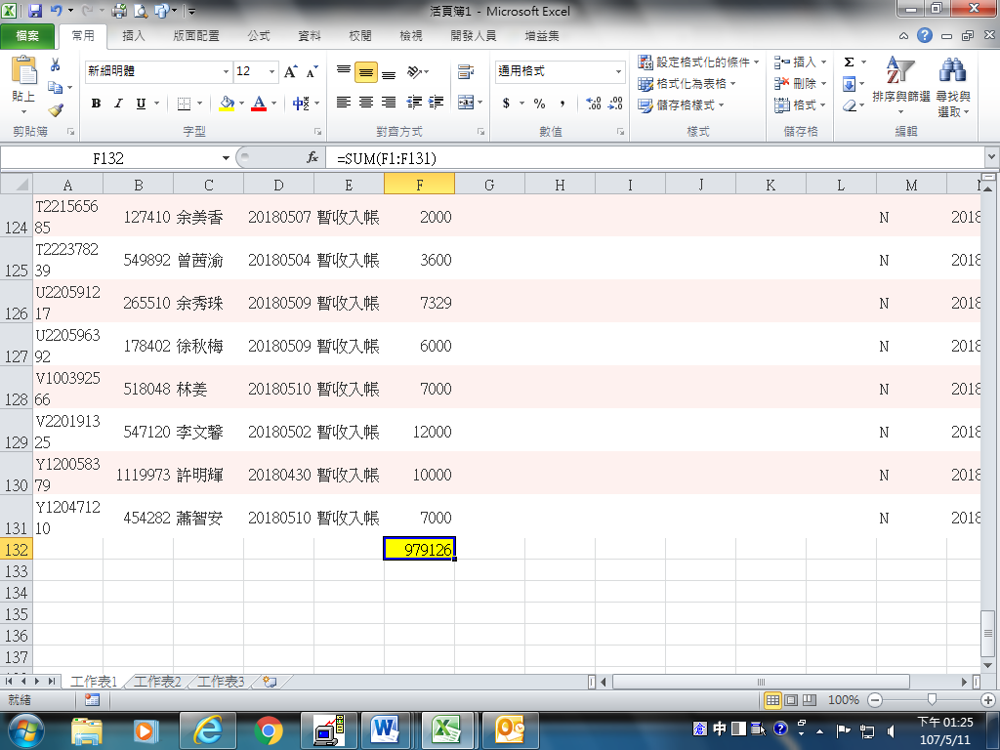 活頁簿1 - Microsoft Excel
檔案 常用 插入 版面配置 公式 資料 校閱 檢視 開發人員 增益集
貼上
新細明體 12
B I U 中
通用格式
$ % ,
設定格式化的條件
格式化為表格
儲存格樣式
插入
刪除
格式
Σ
排序與篩選
尋找與
選取
剪貼簿 字型 對齊方式 數值 樣式 儲存格 編輯
F132 fx =SUM(F1:F131)
A B C D E F G H I J K L M
124 T221565685 127410 余美香 20180507 暫收入帳 2000 N 2018
125 T222378239 549892 曾茜渝 20180504 暫收入帳 3600 N 2018
126 U220591217 265510 余秀珠 20180509 暫收入帳 7329 N 2018
127 U220596392 178402 徐秋梅 20180509 暫收入帳 6000 N 2018
128 V100392566 518048 林姜 20180510 暫收入帳 7000 N 2018
129 V220191325 547120 李文馨 20180502 暫收入帳 12000 N 2018
130 Y120058379 1119973 許明輝 20180430 暫收入帳 10000 N 2018
131 Y120471210 454282 蕭智安 20180510 暫收入帳 7000 N 2018
132 979126
133
134
135
136
137
工作表1 工作表2 工作表3
就緒 100%
倉 中
下午 01:25
107/5/11